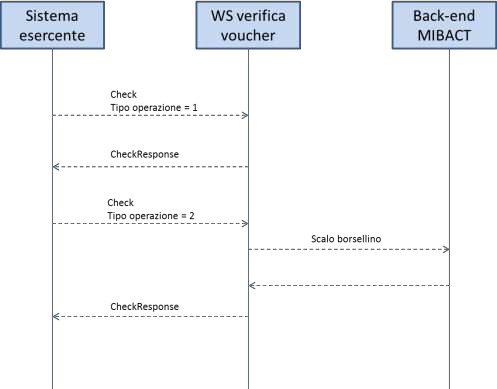 Sistema
esercente
WS verifica
voucher
Back-end
MIBACT
Check
Tipo operazione = 1
CheckResponse
Check
Tipo operazione = 2
Scalo borsellino
CheckResponse